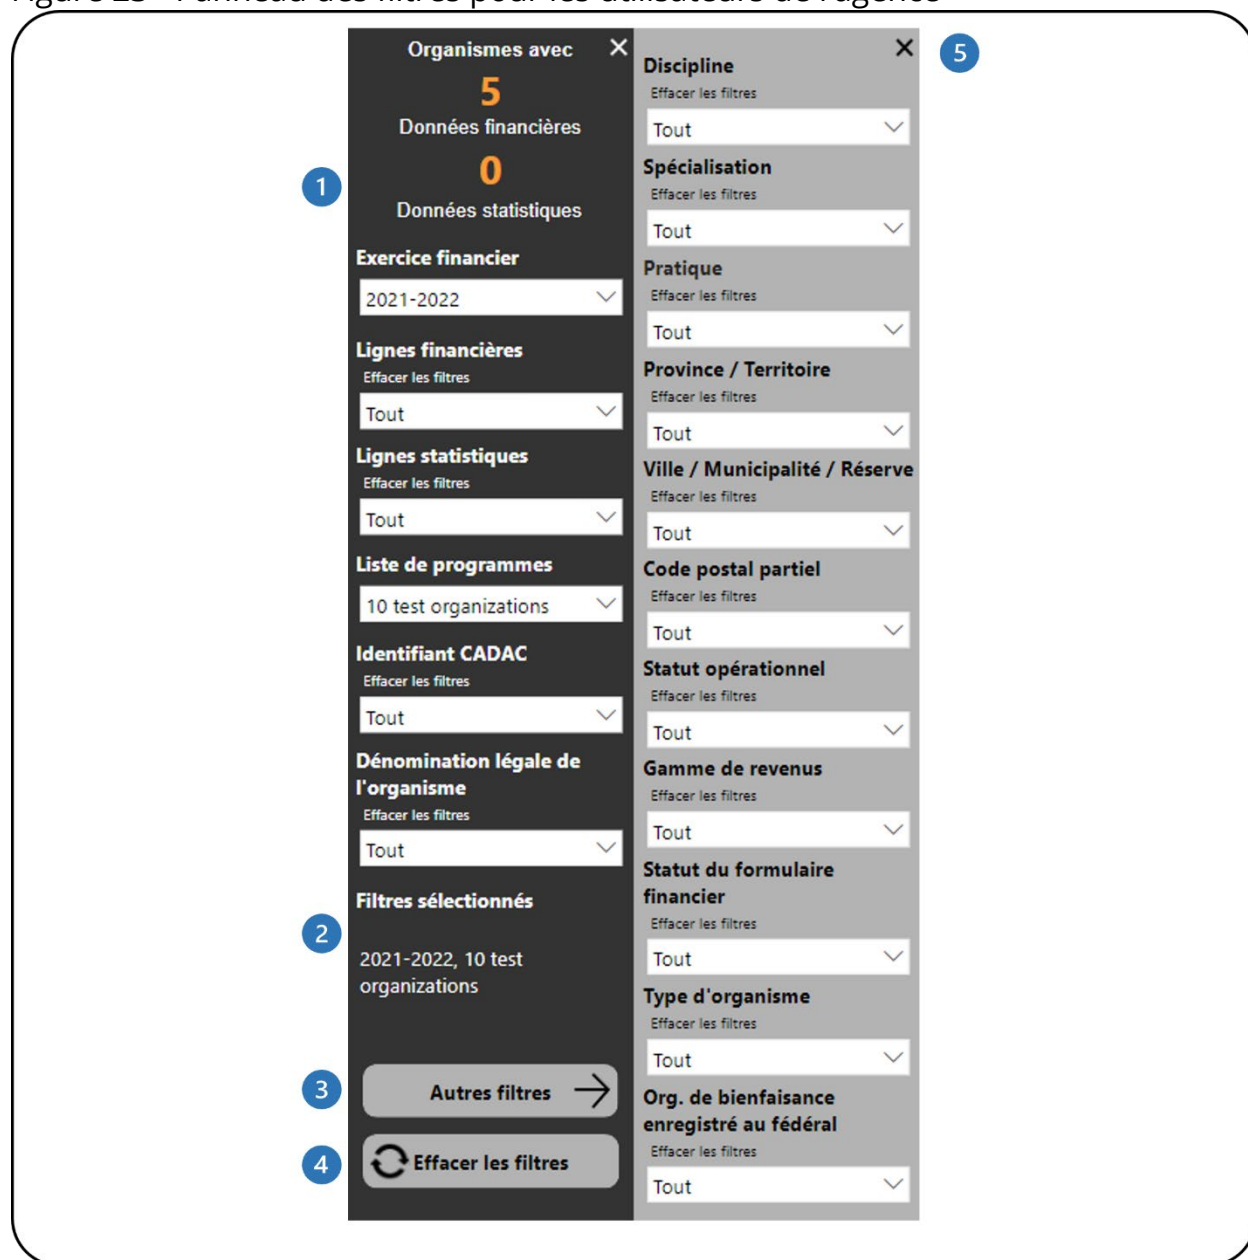 Organismes avec
5
Données financières
0
Données statistiques
1
Exercice financier
2021-2022
Lignes financières
Effacer les filtres
Tout
Lignes statistiques
Effacer les filtres
Tout
Liste de programmes
10 test organizations
Identifiant CADAC
Effacer les filtres
Tout
Dénomination légale de
l'organisme
Effacer les filtres
Tout
Filtres sélectionnés
2
2021-2022, 10 test
organizations
3
Autres filtres
4
Effacer les filtres
5
Discipline
Effacer les filtres
Tout
Spécialisation
Effacer les filtres
Tout
Pratique
Effacer les filtres
Tout
Province / Territoire
Effacer les filtres
Tout
Ville / Municipalité / Réserve
Effacer les filtres
Tout
Code postal partiel
Effacer les filtres
Tout
Statut opérationnel
Effacer les filtres
Tout
Gamme de revenus
Effacer les filtres
Tout
Statut du formulaire
financier
Effacer les filtres
Tout
Type d'organisme
Effacer les filtres
Tout
Org. de bienfaisance
enregistré au fédéral
Effacer les filtres
Tout